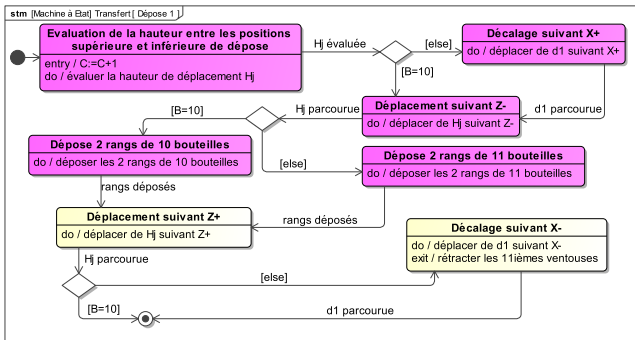 stm [Machine à Etat] Transfert [ Dépose 1 ]
Evaluation de la hauteur entre les positions
supérieure et inférieure de dépose
entry / C:=C+1
do / évaluer la hauteur de déplacement Hj
Hj évaluée
[else]
Décalage suivant X+
do / déplacer de d1 suivant X+
[B=10]
d1 parcourue
Déplacement suivant Z-
do / déplacer de Hj suivant Z-
Hj parcourue
[B=10]
Dépose 2 rangs de 10 bouteilles
do / déposer les 2 rangs de 10 bouteilles
[else]
Dépose 2 rangs de 11 bouteilles
do / déposer les 2 rangs de 11 bouteilles
rangs déposés
rangs déposés
Déplacement suivant Z+
do / déplacer de Hj suivant Z+
Décalage suivant X-
do / déplacer de d1 suivant X-
exit / rétracter les 11ièmes ventouses
Hj parcourue
[else]
[B=10]
d1 parcourue